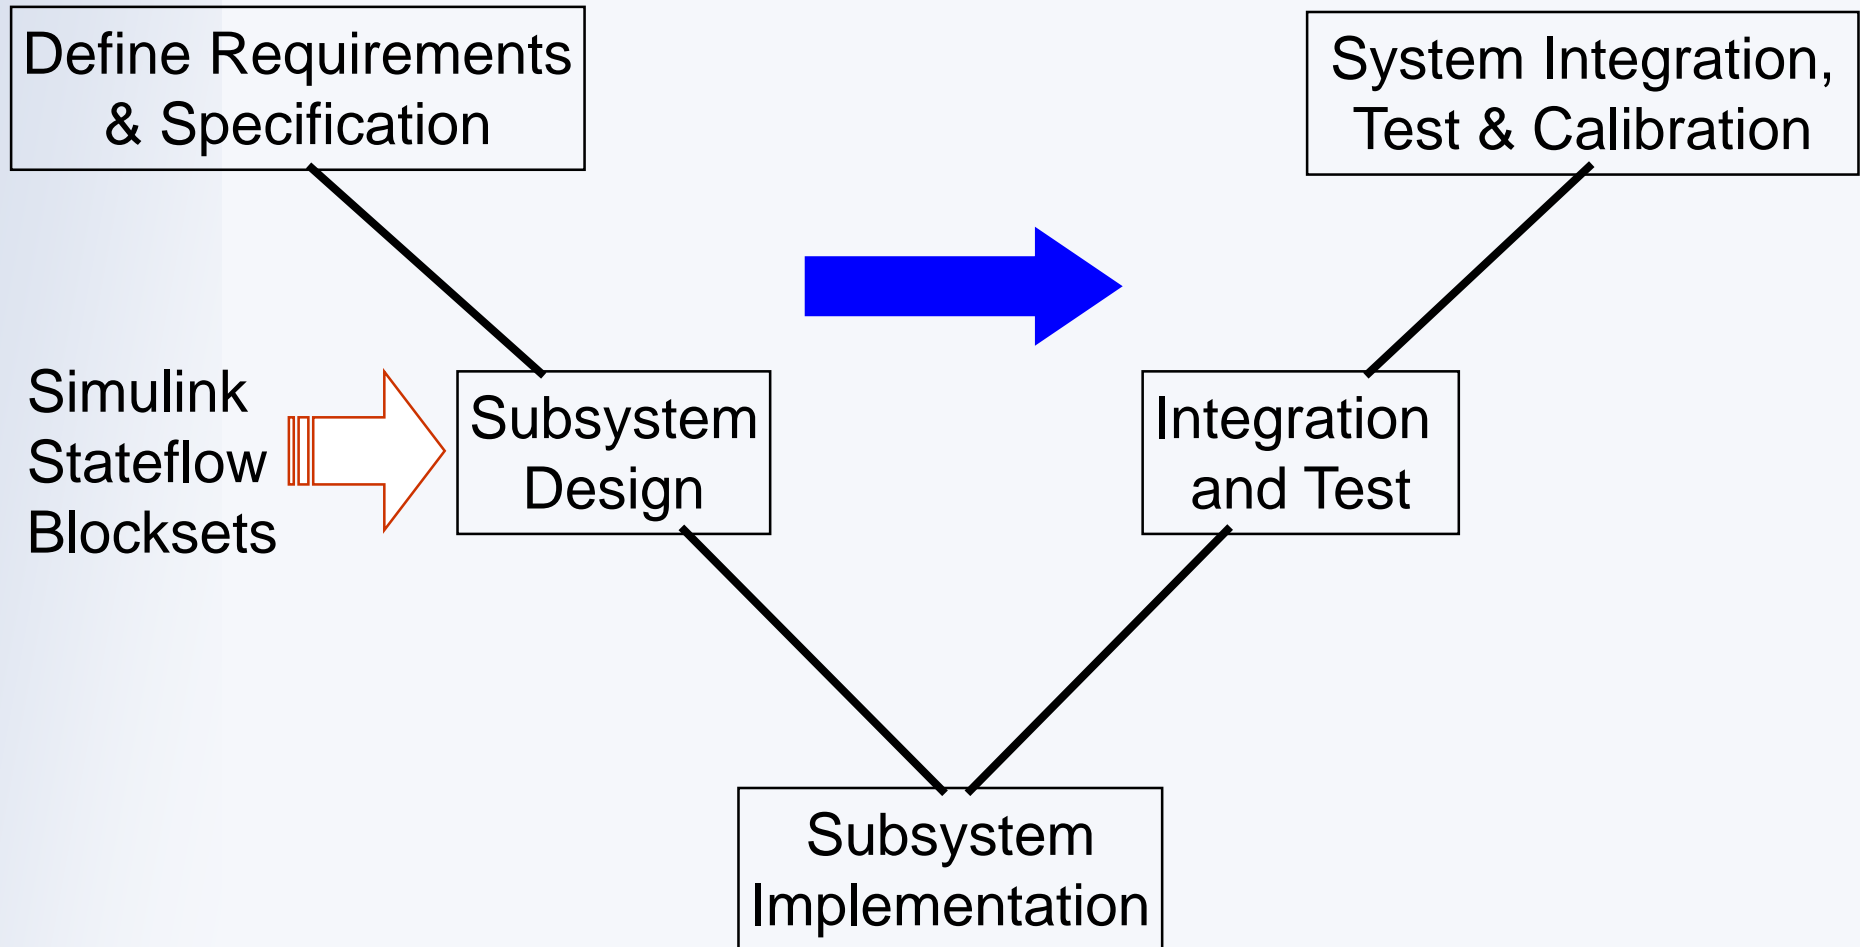 Define Requirements
& Specification
System Integration,
Test & Calibration
Simulink
Stateflow
Blocksets
Subsystem
Design
Integration
and Test
Subsystem
Implementation